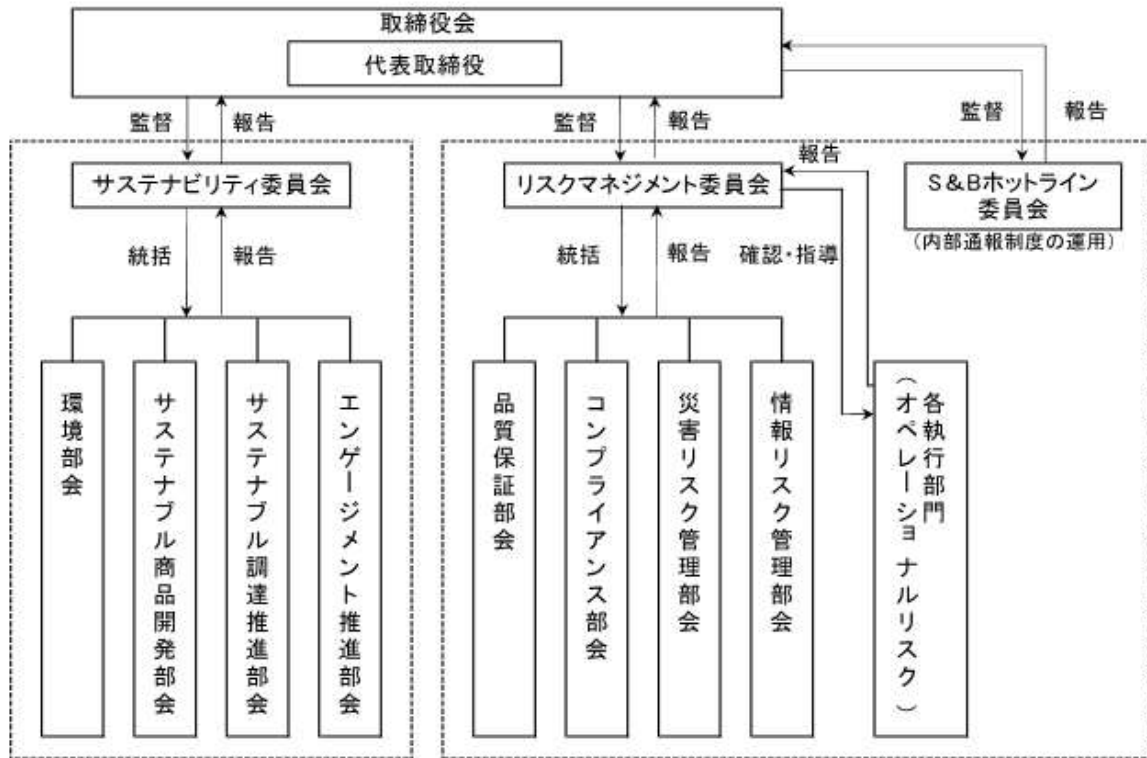 取締役会
代表取締役
監督
報告
監督
報告
監督
報告
サステナビリティ委員会
リスクマネジメント委員会
報告
S&Bホットライン
委員会
(内部通報制度の運用)
統括
報告
統括
報告
確認・指導
環境部会
サステナブル商品開発部会
サステナブル調達推進部会
エンゲージメント推進部会
品質保証部会
コンプライアンス部会
災害リスク管理部会
情報リスク管理部会
各執行部門
(オペレーショナルリスク)